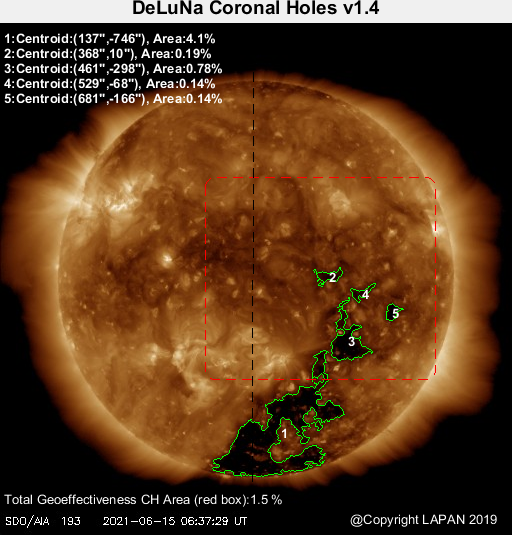 DeLuNa Coronal Holes v1.4
1:Centroid:(137",-746"), Area:4.1%
2:Centroid:(368",10"), Area:0.19%
3:Centroid:(461",-298"), Area:0.78%
4:Centroid:(529",-68"), Area:0.14%
5:Centroid:(681",-166"), Area:0.14%
2
4
5
3
1
Total Geoeffectiveness CH Area (red box):1.5 %
SDO/AIA 193 2021-06-15 06:37:29 UT
@Copyright LAPAN 2019